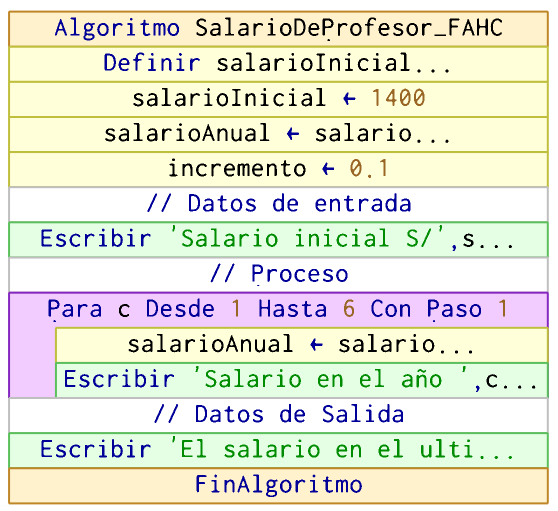 Algoritmo SalarioDeProfesor_FAHC
Definir salarioInicial...
salarioInicial ← 1400
salarioAnual ← salario...
incremento ← 0.1
// Datos de entrada
Escribir 'Salario inicial S/',s...
// Proceso
Para c Desde 1 Hasta 6 Con Paso 1
salarioAnual ← salario...
Escribir 'Salario en el año ',c...
// Datos de Salida
Escribir 'El salario en el ulti...
FinAlgoritmo